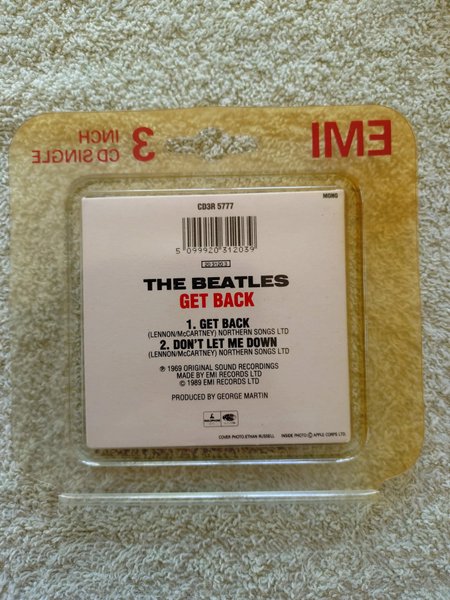 EMI
3 INCH
CD SINGLE
MONO
CD3R 5777
5 099920 312039
THE BEATLES
GET BACK
1. GET BACK
(LENNON/McCARTNEY) NORTHERN SONGS LTD
2. DON'T LET ME DOWN
(LENNON/McCARTNEY) NORTHERN SONGS LTD
℗ 1969 ORIGINAL SOUND RECORDINGS
MADE BY EMI RECORDS LTD
© 1989 EMI RECORDS LTD
PRODUCED BY GEORGE MARTIN
COVER PHOTO:ETHAN RUSSELL INSIDE PHOTO:© APPLE CORPS LTD.